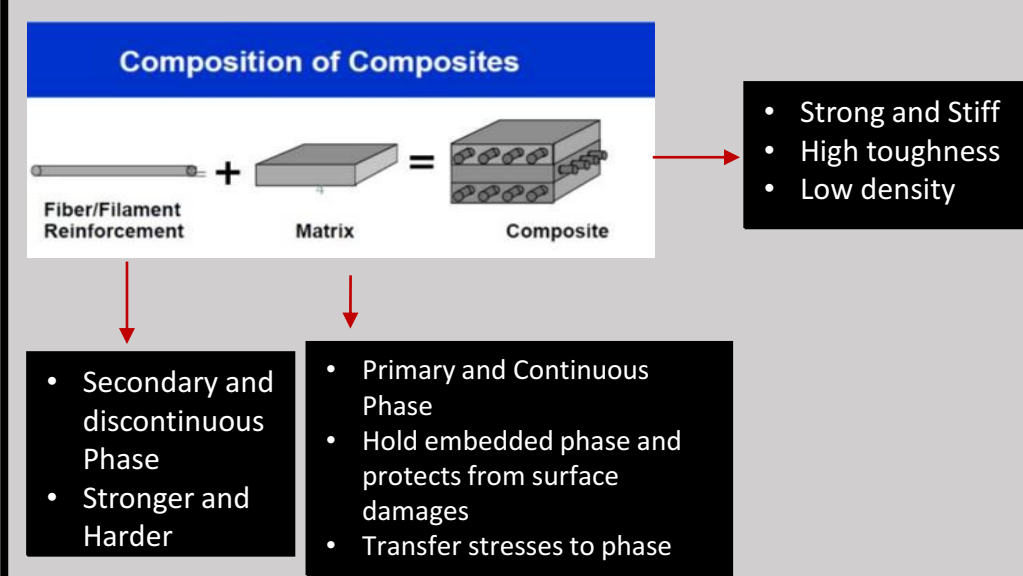 Composition of Composites
+
=
Fiber/Filament
Reinforcement
Matrix
Composite
• Strong and Stiff
• High toughness
• Low density
• Secondary and
discontinuous
Phase
• Stronger and
Harder
• Primary and Continuous
Phase
• Hold embedded phase and
protects from surface
damages
• Transfer stresses to phase